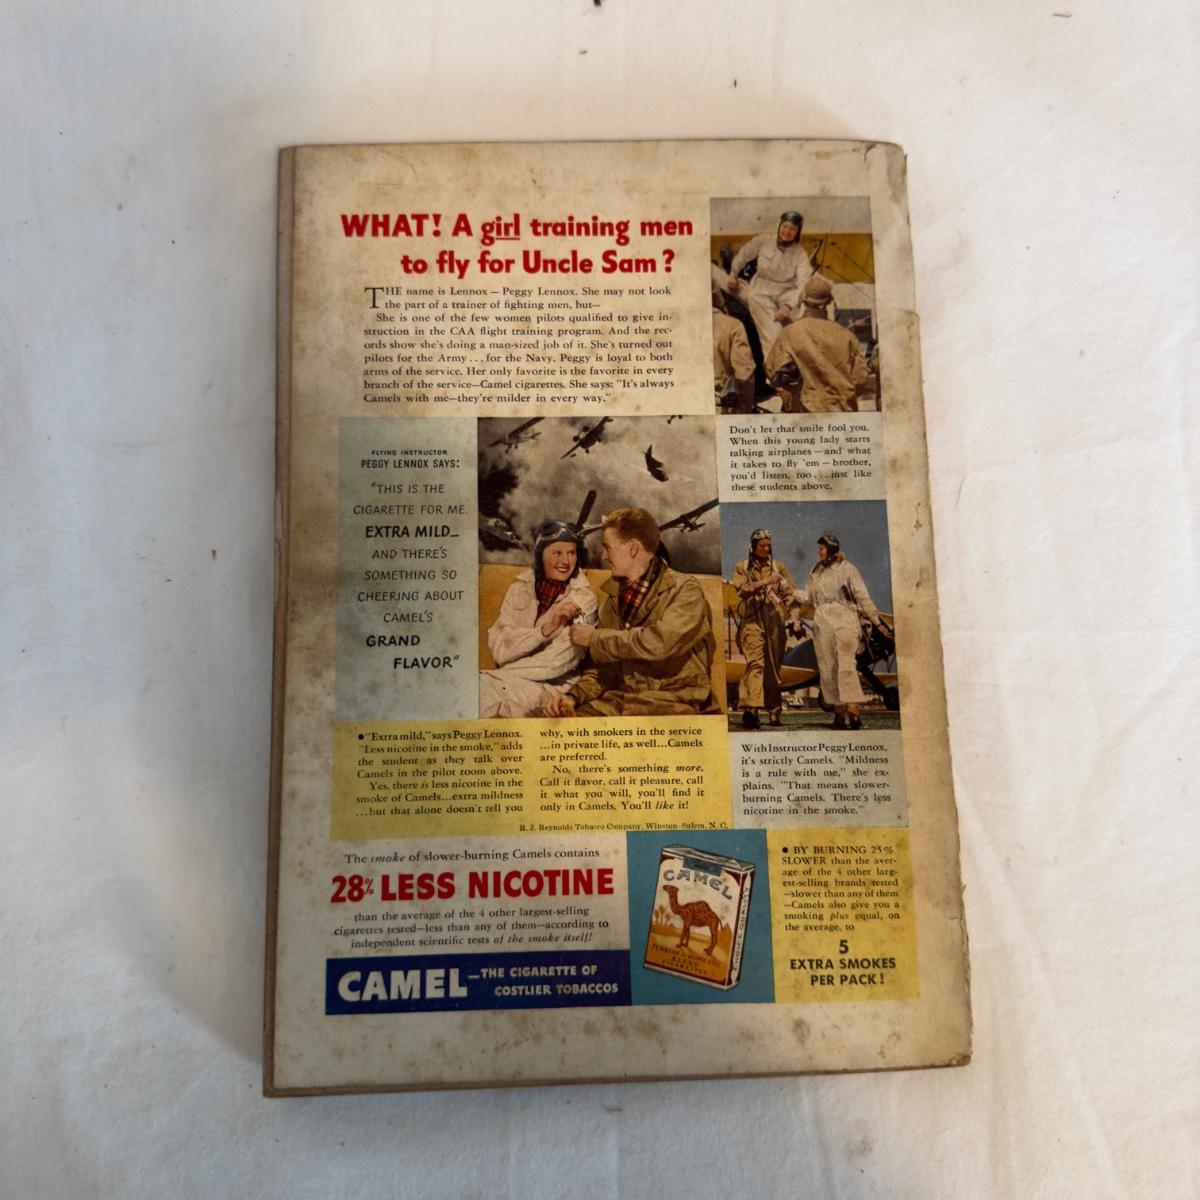 WHAT! A girl training men
to fly for Uncle Sam?
THE name is Lennox — Peggy Lennox. She may not look
the part of a trainer of fighting men, but—
She is one of the few women pilots qualified to give in-
struction in the CAA flight training program. And the rec-
ords show she's doing a man-sized job of it. She's turned out
pilots for the Army . . . for the Navy. Peggy is loyal to both
arms of the service. Her only favorite is the favorite in every
branch of the service—Camel cigarettes. She says: "It's always
Camels with me—they're milder in every way."
Don't let that smile fool you.
When this young lady starts
talking airplanes — and what
it takes to fly 'em — brother,
you'd listen, too . . . just like
these students above.
FLYING INSTRUCTOR
PEGGY LENNOX SAYS:
"THIS IS THE
CIGARETTE FOR ME.
EXTRA MILD—
AND THERE'S
SOMETHING SO
CHEERING ABOUT
CAMEL'S
GRAND
FLAVOR"
● "Extra mild," says Peggy Lennox.
"Less nicotine in the smoke," adds
the student as they talk over
Camels in the pilot room above.
Yes, there is less nicotine in the
smoke of Camels...extra mildness
...but that alone doesn't tell you
why, with smokers in the service
...in private life, as well...Camels
are preferred.
No, there's something more.
Call it flavor, call it pleasure, call
it what you will, you'll find it
only in Camels. You'll like it!
With Instructor Peggy Lennox,
it's strictly Camels. "Mildness
is a rule with me," she ex-
plains. "That means slower-
burning Camels. There's less
nicotine in the smoke."
R. J. Reynolds Tobacco Company, Winston-Salem, N. C.
The smoke of slower-burning Camels contains
28% LESS NICOTINE
than the average of the 4 other largest-selling
cigarettes tested—less than any of them—according to
independent scientific tests of the smoke itself!
CAMEL—THE CIGARETTE OF
COSTLIER TOBACCOS
CAMEL
TURKISH & DOMESTIC
BLEND
CIGARETTES
CHOICE QUALITY
● BY BURNING 25%
SLOWER than the aver-
age of the 4 other larg-
est-selling brands tested
—slower than any of them
—Camels also give you a
smoking plus equal, on
the average, to
5
EXTRA SMOKES
PER PACK!